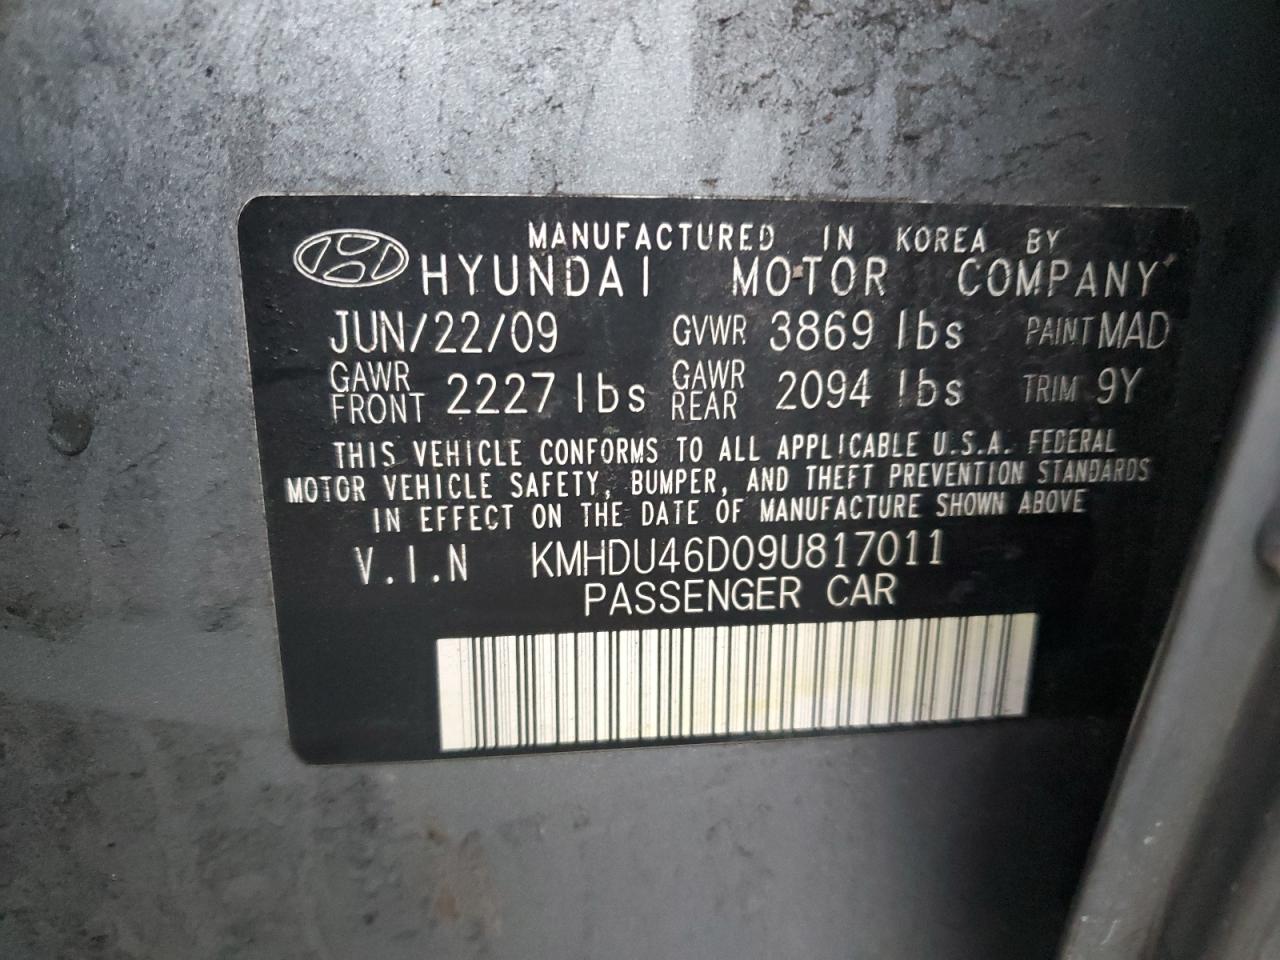 MANUFACTURED IN KOREA BY
HYUNDAI MOTOR COMPANY
JUN/22/09 GVWR 3869 lbs PAINT MAD
GAWR FRONT 2227 lbs GAWR REAR 2094 lbs TRIM 9Y
THIS VEHICLE CONFORMS TO ALL APPLICABLE U.S.A. FEDERAL
MOTOR VEHICLE SAFETY, BUMPER, AND THEFT PREVENTION STANDARDS
IN EFFECT ON THE DATE OF MANUFACTURE SHOWN ABOVE
V.I.N KMHDU46D09U817011
PASSENGER CAR